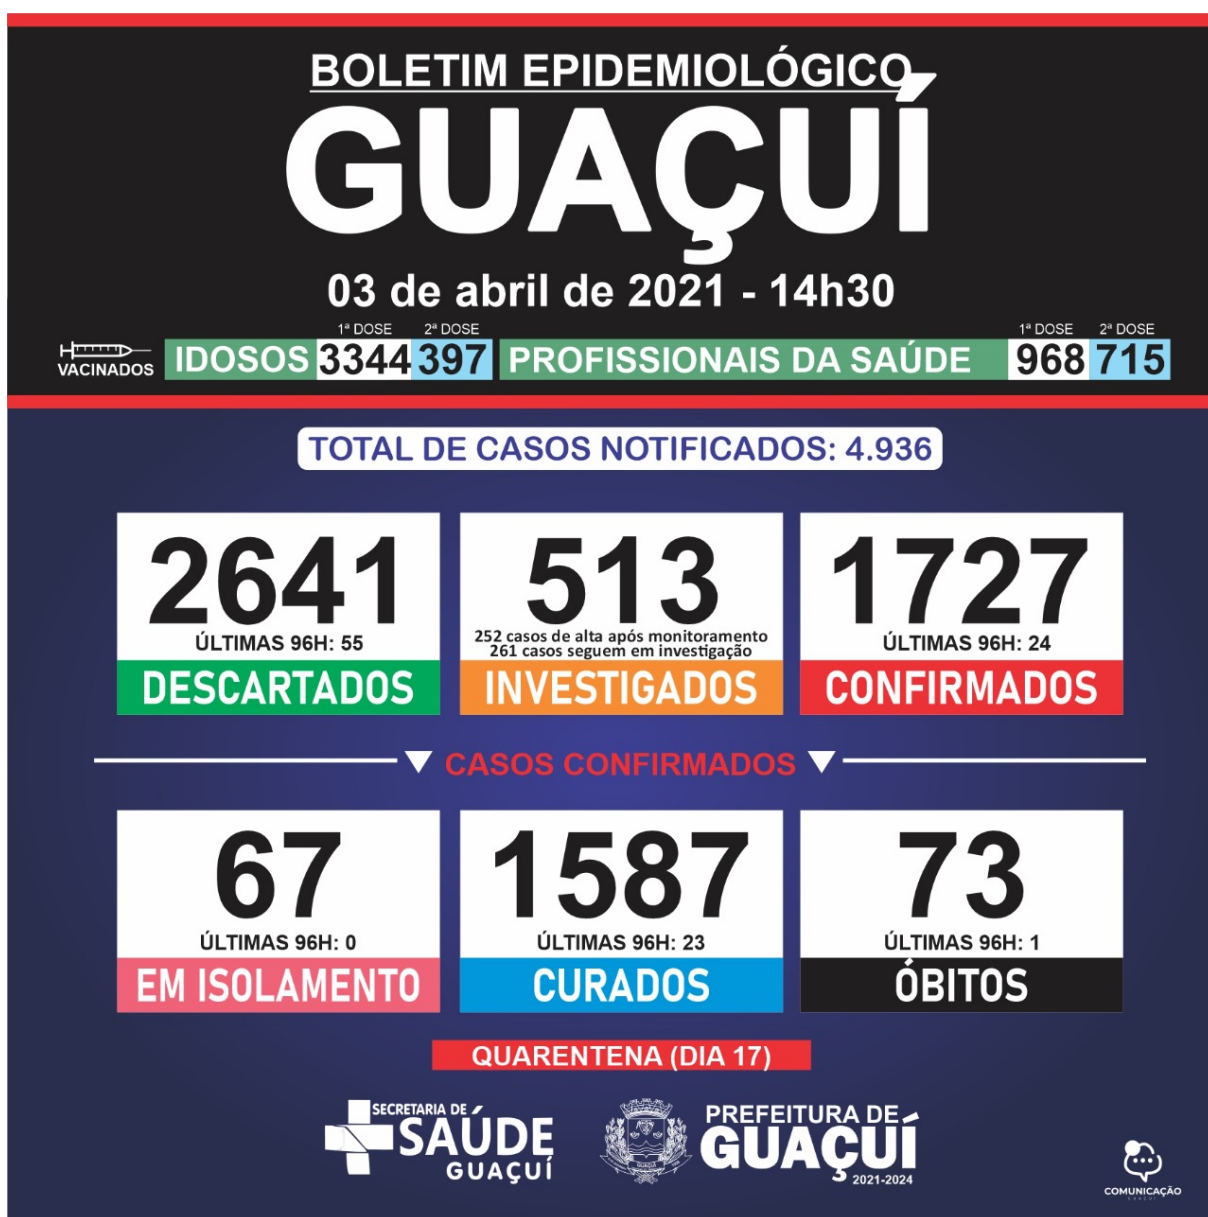 BOLETIM EPIDEMIOLÓGICO
GUAÇUÍ
03 de abril de 2021 - 14h30
1ª DOSE 2ª DOSE 1ª DOSE 2ª DOSE
VACINADOS IDOSOS 3344 397 PROFISSIONAIS DA SAÚDE 968 715
TOTAL DE CASOS NOTIFICADOS: 4.936
2641 513 1727
ÚLTIMAS 96H: 55 252 casos de alta após monitoramento ÚLTIMAS 96H: 24
261 casos seguem em investigação
DESCARTADOS INVESTIGADOS CONFIRMADOS
CASOS CONFIRMADOS
67 1587 73
ÚLTIMAS 96H: 0 ÚLTIMAS 96H: 23 ÚLTIMAS 96H: 1
EM ISOLAMENTO CURADOS ÓBITOS
QUARENTENA (DIA 17)
SECRETARIA DE PREFEITURA DE
SAÚDE GUAÇUÍ
GUAÇUÍ 2021-2024
COMUNICAÇÃO